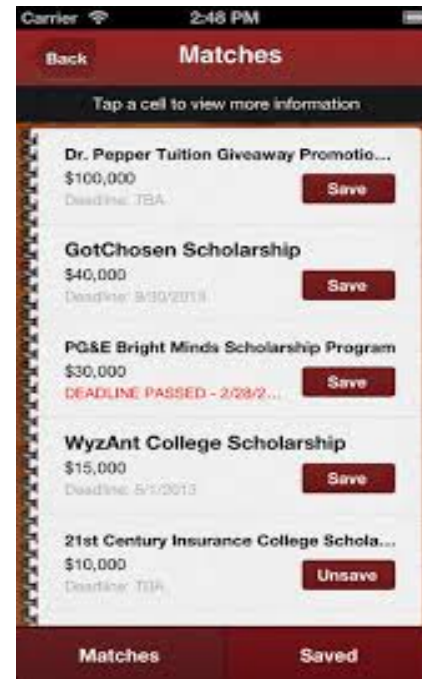 Carrier 2:48 PM
Back Matches
Tap a cell to view more information
Dr. Pepper Tuition Giveaway Promotio...
$100,000
Save
Deadline: TBA
GotChosen Scholarship
$40,000
Save
Deadline: 9/30/2013
PG&E Bright Minds Scholarship Program
$30,000
Save
DEADLINE PASSED - 2/28/2...
WyzAnt College Scholarship
$15,000
Save
Deadline: 5/1/2013
21st Century Insurance College Schola...
$10,000
Unsave
Deadline: TBA
Matches Saved